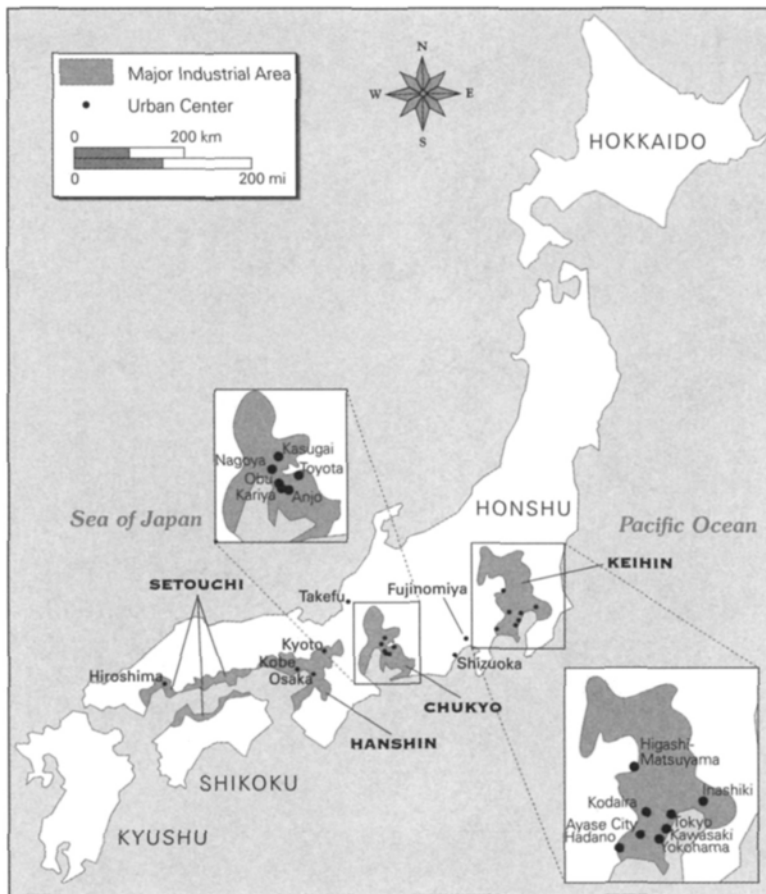 Major Industrial Area
Urban Center
0 200 km
0 200 mi
N
W E
S
HOKKAIDO
Kasugai
Nagoya
Toyota
Obu
Kariya
Anjo
HONSHU
Sea of Japan
Pacific Ocean
KEIHIN
SETOUCHI
Takefu
Fujinomiya
Kyoto
Kobe
Hiroshima
Osaka
Shizuoka
CHUKYO
HANSHIN
SHIKOKU
KYUSHU
Higashi-
Matsuyama
Inashiki
Kodaira
Tokyo
Ayase City
Kawasaki
Hadano
Yokohama